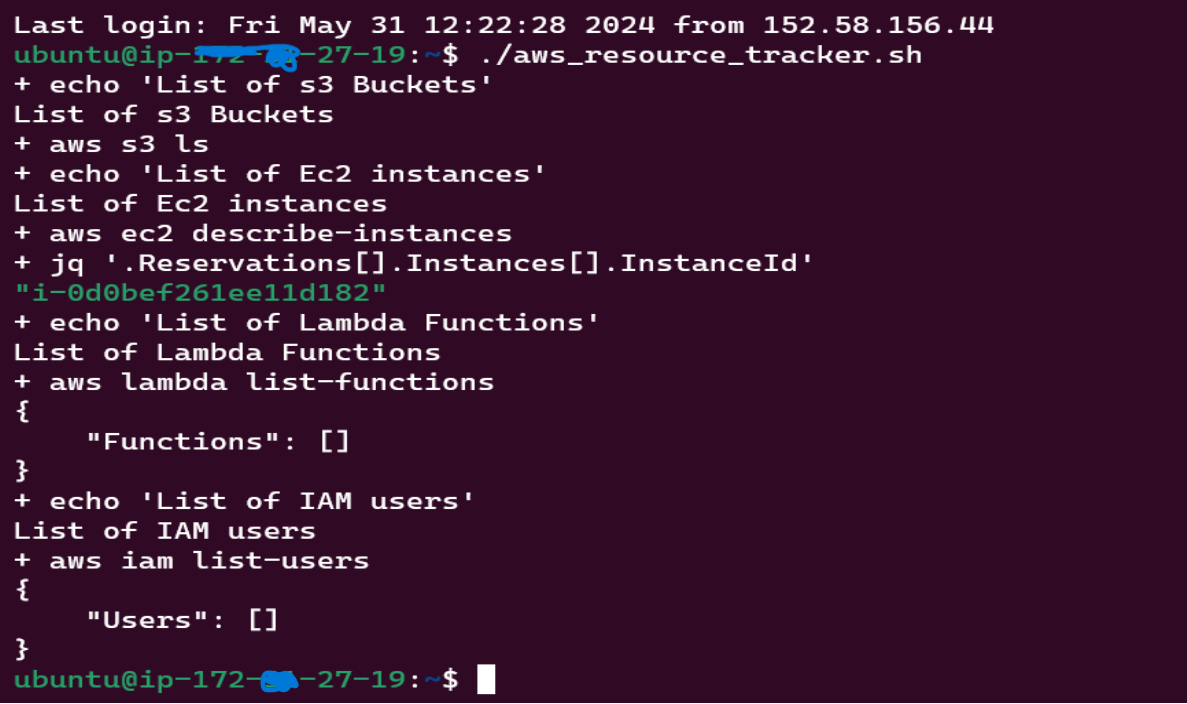 Last login: Fri May 31 12:22:28 2024 from 152.58.156.44
ubuntu@ip-172- -27-19:~$ ./aws_resource_tracker.sh
+ echo 'List of s3 Buckets'
List of s3 Buckets
+ aws s3 ls
+ echo 'List of Ec2 instances'
List of Ec2 instances
+ aws ec2 describe-instances
+ jq '.Reservations[].Instances[].InstanceId'
"i-0d0bef261ee11d182"
+ echo 'List of Lambda Functions'
List of Lambda Functions
+ aws lambda list-functions
{
    "Functions": []
}
+ echo 'List of IAM users'
List of IAM users
+ aws iam list-users
{
    "Users": []
}
ubuntu@ip-172- -27-19:~$